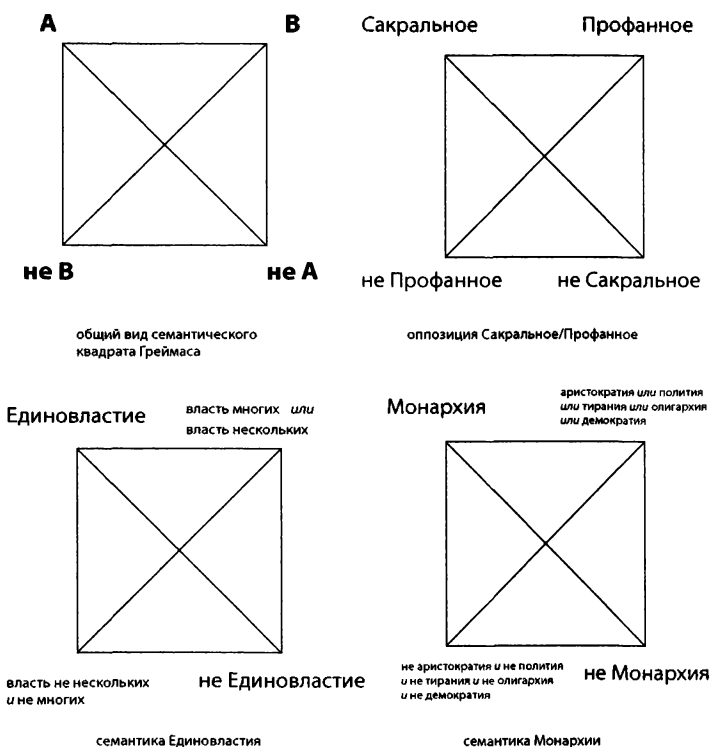 А
В
не В
не А
общий вид семантического
квадрата Греймаса
Сакральное
Профанное
не Профанное
не Сакральное
оппозиция Сакральное/Профанное
Единовластие
власть многих или
власть нескольких
власть не нескольких
и не многих
не Единовластие
семантика Единовластия
Монархия
аристократия или полития
или тирания или олигархия
или демократия
не аристократия и не полития
и не тирания и не олигархия
и не демократия
не Монархия
семантика Монархии